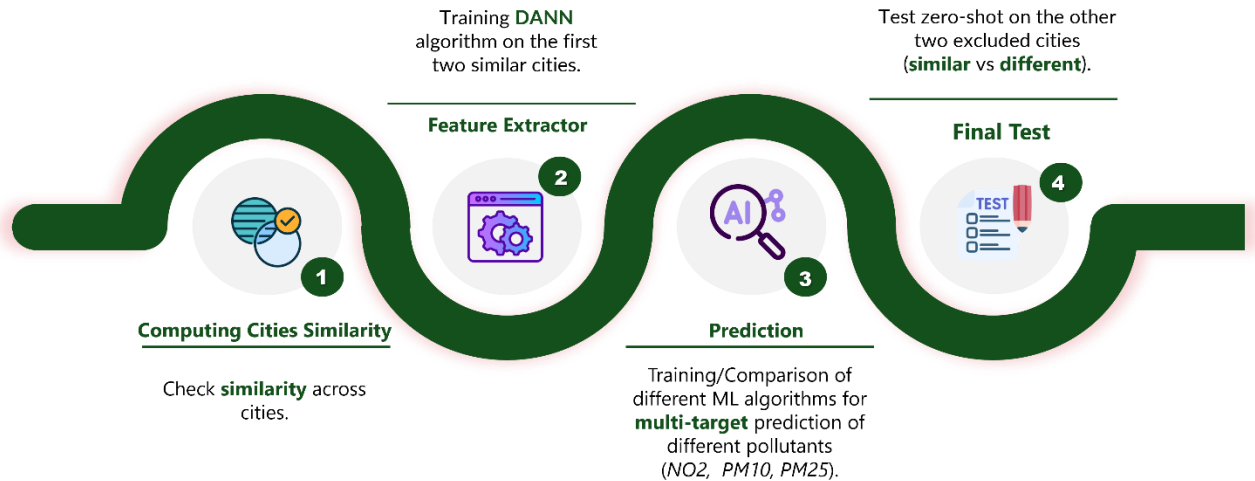 1
Computing Cities Similarity
Check similarity across
cities.
Training DANN
algorithm on the first
two similar cities.
Feature Extractor
2
AI
3
Prediction
Training/Comparison of
different ML algorithms for
multi-target prediction of
different pollutants
(NO2, PM10, PM25).
Test zero-shot on the other
two excluded cities
(similar vs different).
Final Test
4
TEST